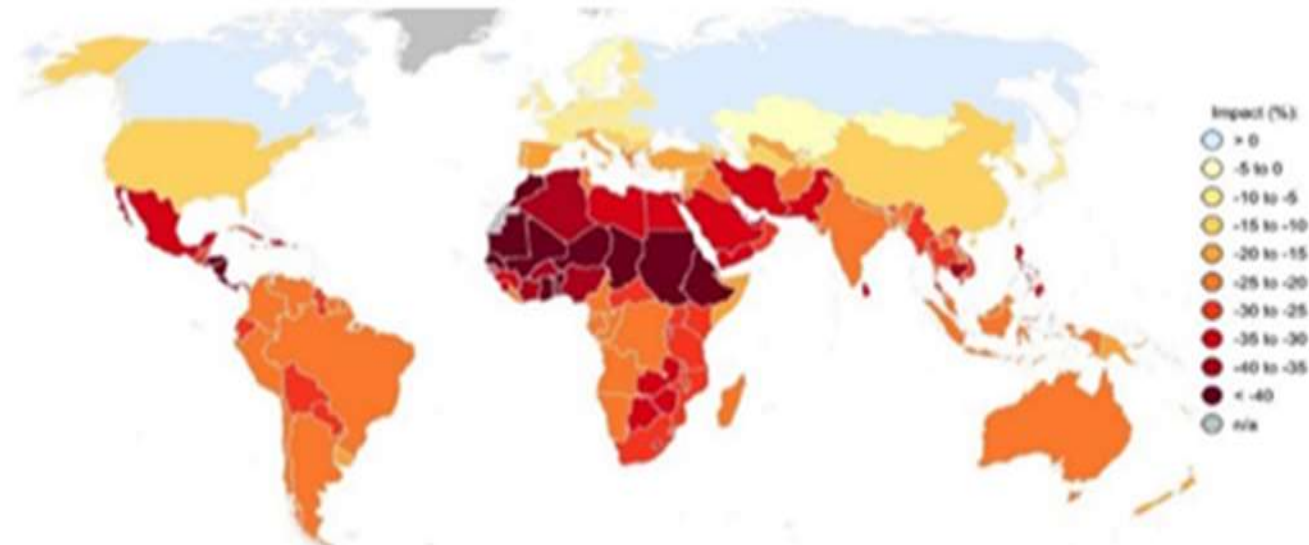 Impact (%):
> 0
-5 to 0
-10 to -5
-15 to -10
-20 to -15
-25 to -20
-30 to -25
-35 to -30
-40 to -35
< -40
n/a